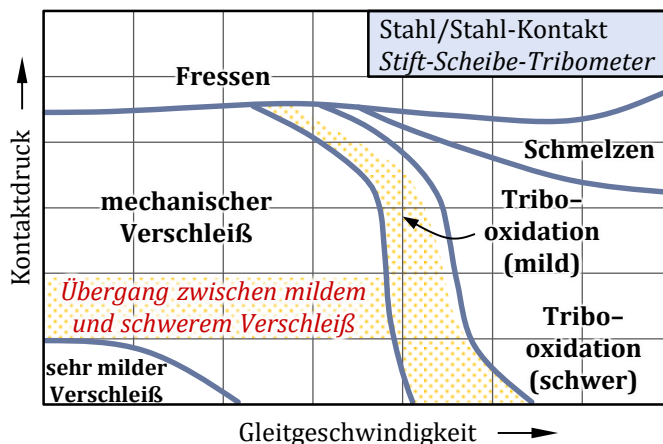 Stahl/Stahl-Kontakt
Stift-Scheibe-Tribometer
Fressen
Schmelzen
mechanischer
Verschleiß
Tribo–
oxidation
(mild)
Übergang zwischen mildem
und schwerem Verschleiß
Tribo–
oxidation
(schwer)
sehr milder
Verschleiß
Kontaktdruck
Gleitgeschwindigkeit